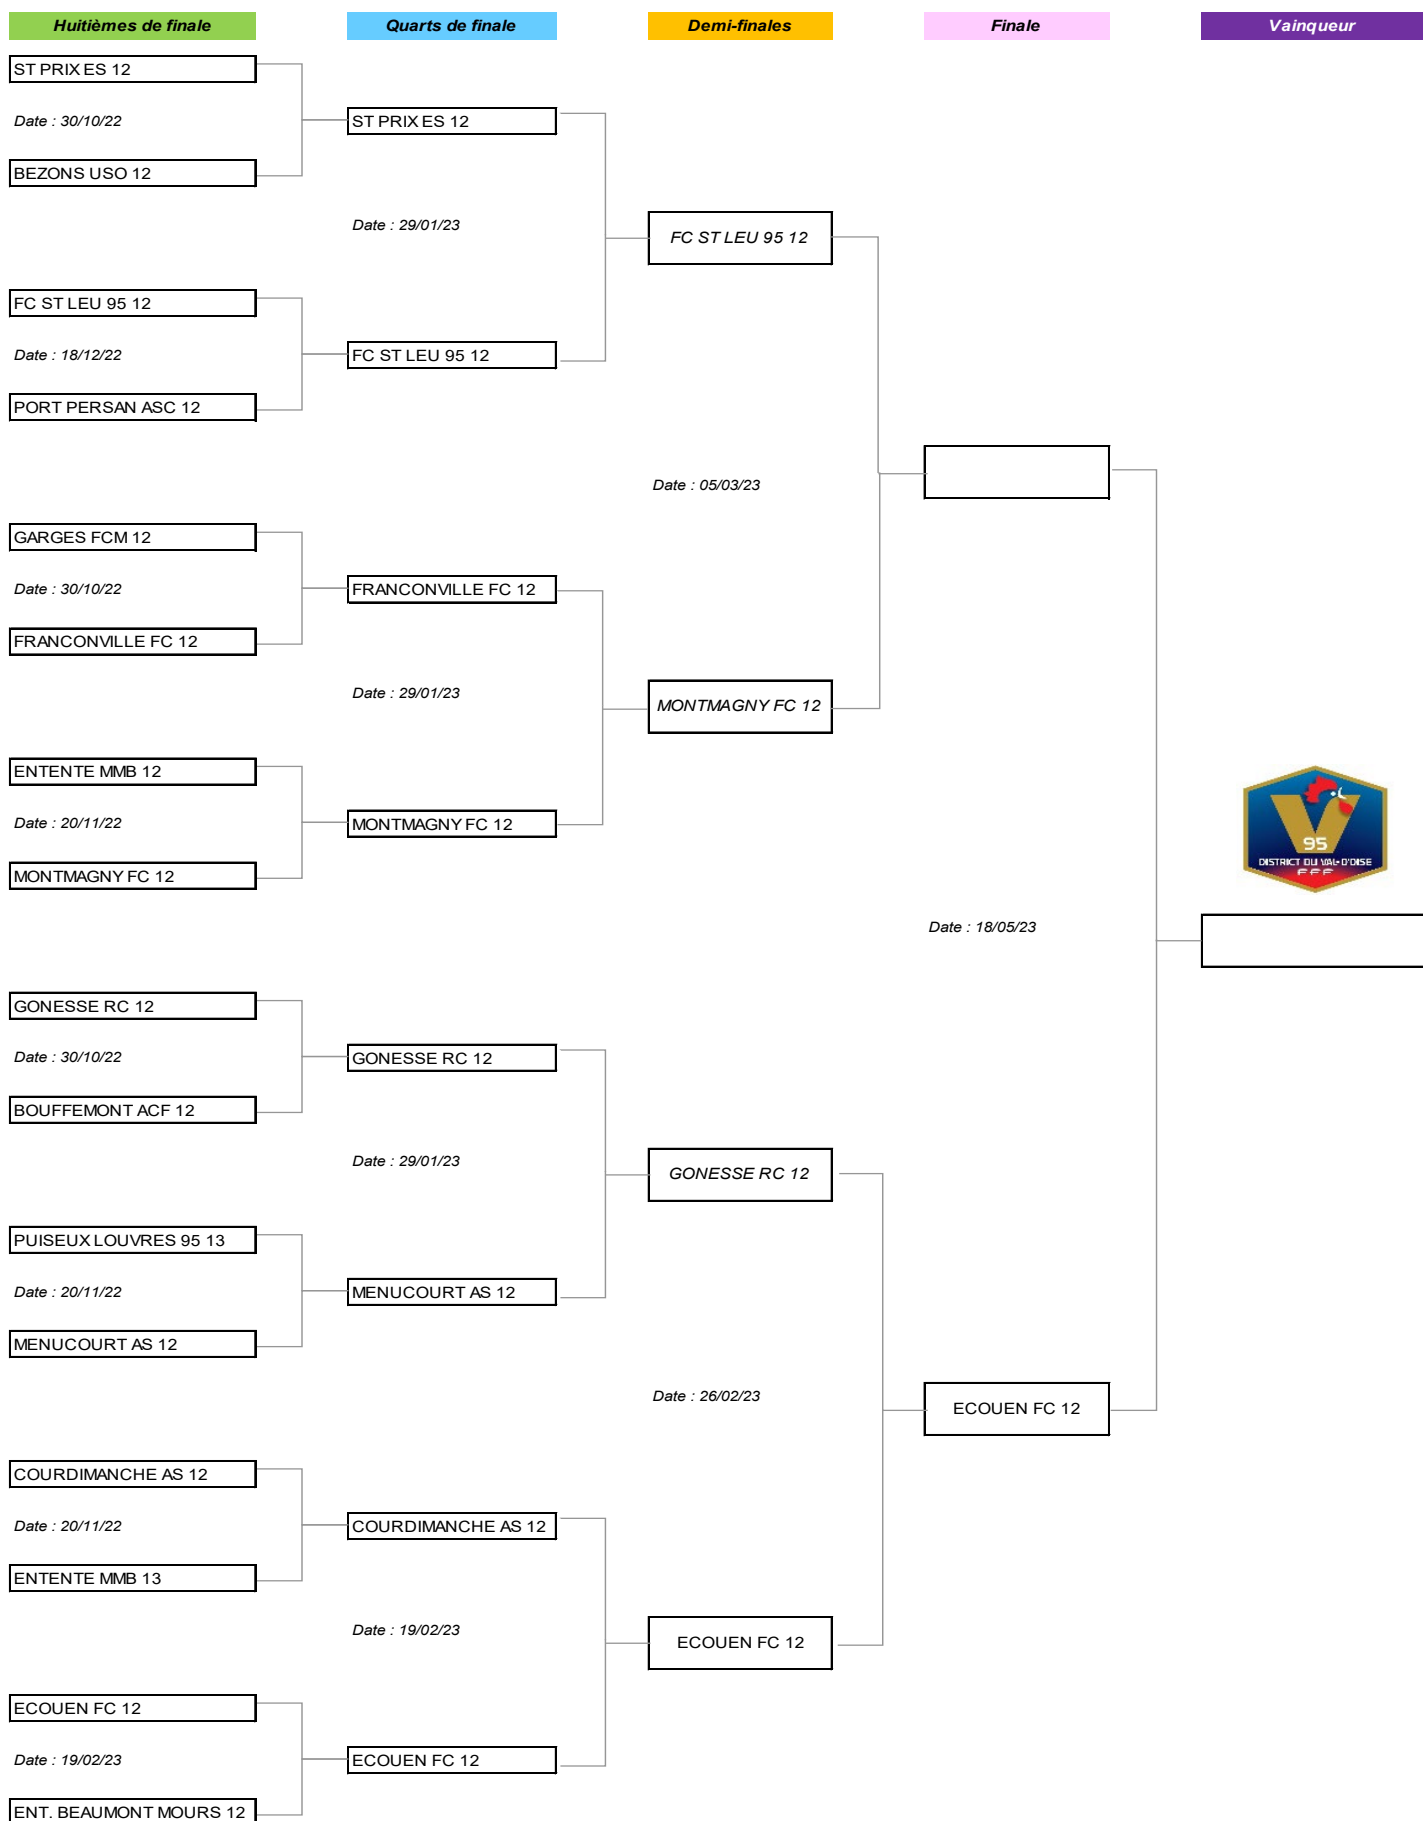 Huitièmes de finale
Quarts de finale
Demi-finales
Finale
Vainqueur
ST PRIX ES 12
Date : 30/10/22
BEZONS USO 12
ST PRIX ES 12
Date : 29/01/23
FC ST LEU 95 12
FC ST LEU 95 12
Date : 18/12/22
PORT PERSAN ASC 12
FC ST LEU 95 12
Date : 05/03/23
GARGES FCM 12
Date : 30/10/22
FRANCONVILLE FC 12
FRANCONVILLE FC 12
Date : 29/01/23
MONTMAGNY FC 12
ENTENTE MMB 12
Date : 20/11/22
MONTMAGNY FC 12
MONTMAGNY FC 12
95
DISTRICT DU VAL-D'OISE
FFF
Date : 18/05/23
GONESSE RC 12
Date : 30/10/22
BOUFFEMONT ACF 12
GONESSE RC 12
Date : 29/01/23
GONESSE RC 12
PUISEUX LOUVRES 95 13
Date : 20/11/22
MENUCOURT AS 12
MENUCOURT AS 12
Date : 26/02/23
ECOUEN FC 12
COURDIMANCHE AS 12
Date : 20/11/22
ENTENTE MMB 13
COURDIMANCHE AS 12
Date : 19/02/23
ECOUEN FC 12
ECOUEN FC 12
Date : 19/02/23
ENT. BEAUMONT MOURS 12
ECOUEN FC 12